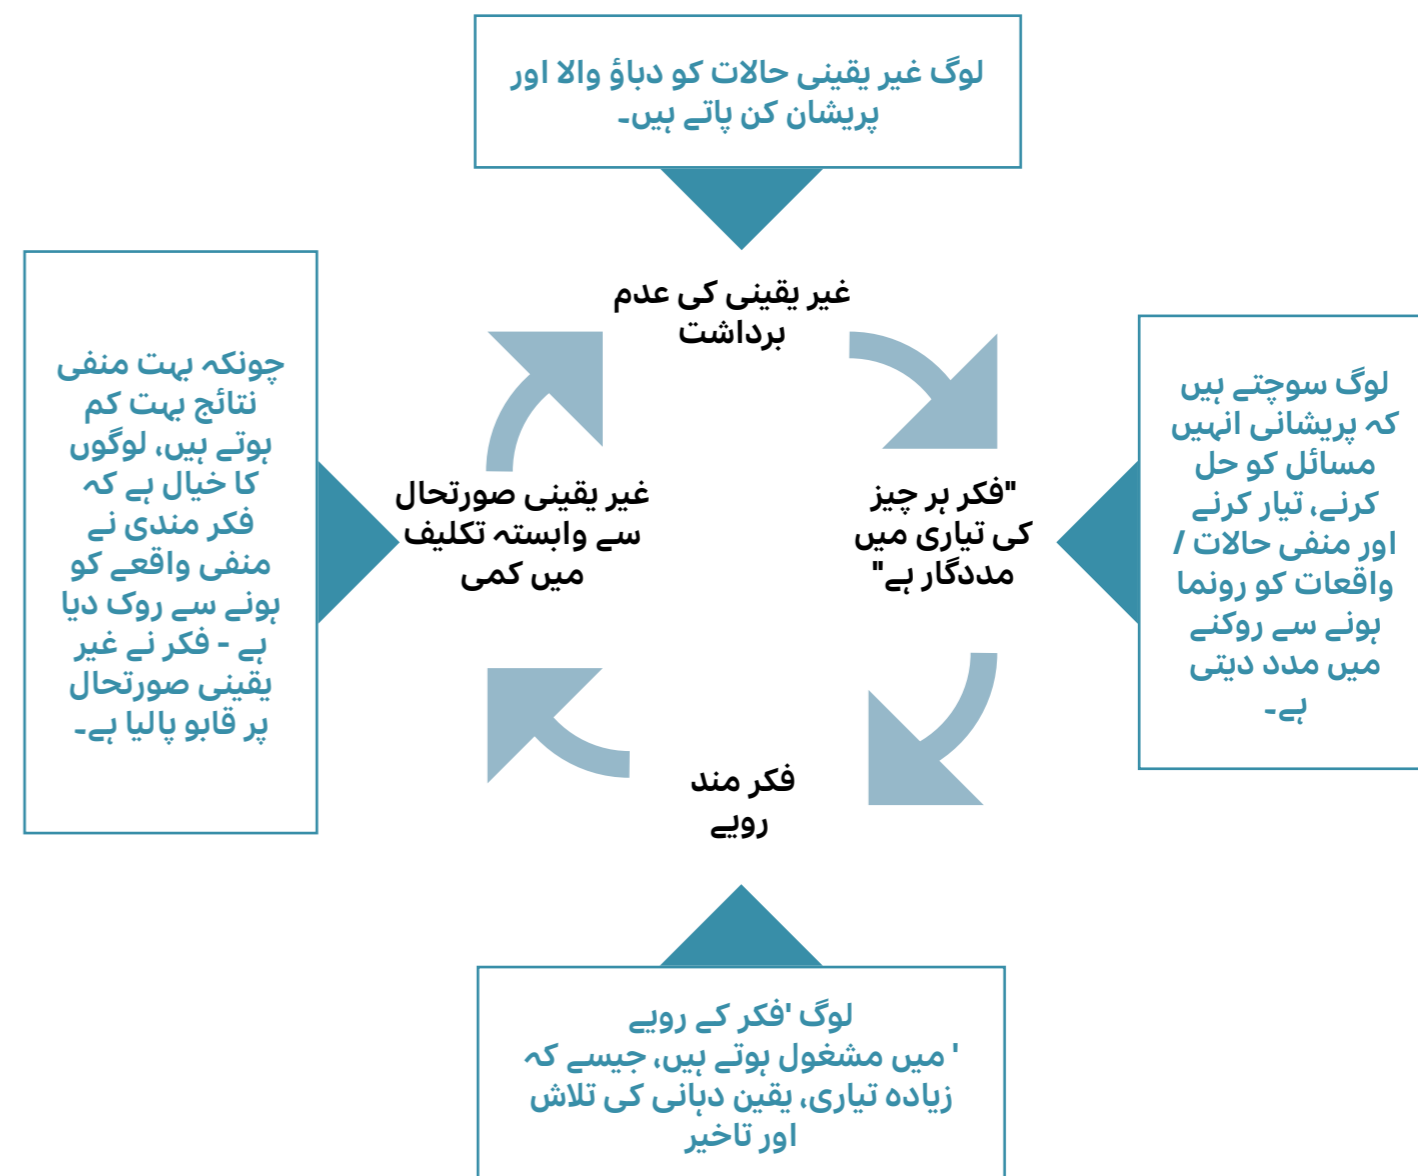 لوگ غیر یقینی حالات کو دباؤ والا اور
پریشان کن پاتے ہیں۔
غیر یقینی کی عدم
برداشت
لوگ سوچتے ہیں
کہ پریشانی انہیں
مسائل کو حل
کرنے، تیار کرنے
اور منفی حالات /
واقعات کو رونما
ہونے سے روکنے
میں مدد دیتی
ہے۔
"فکر ہر چیز
کی تیاری میں
مددگار ہے"
فکر مند
رویے
لوگ 'فکر کے رویے
' میں مشغول ہوتے ہیں، جیسے کہ
زیادہ تیاری، یقین دہانی کی تلاش
اور تاخیر
غیر یقینی صورتحال
سے وابستہ تکلیف
میں کمی
چونکہ بہت منفی
نتائج بہت کم
ہوتے ہیں، لوگوں
کا خیال ہے کہ
فکر مندی نے
منفی واقعے کو
ہونے سے روک دیا
ہے - فکر نے غیر
یقینی صورتحال
پر قابو پالیا ہے۔